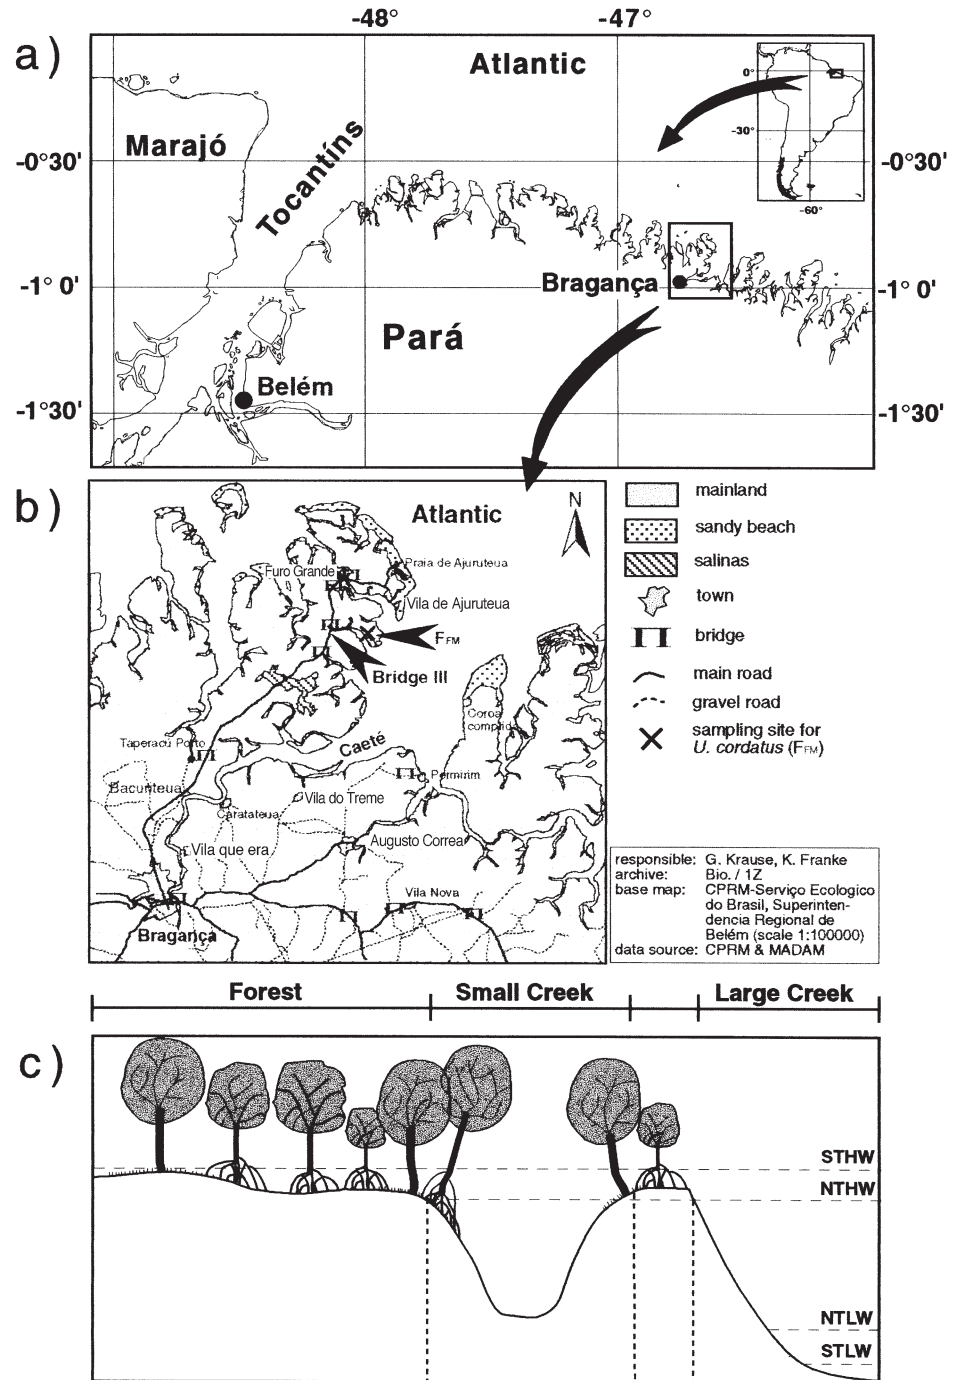 -48°
-47°
a)
Atlantic
0°
-30°
-60°
Marajó
-0°30'
-0°30'
Tocantíns
Bragança
-1° 0'
-1° 0'
Pará
Belém
-1°30'
-1°30'
b)
Atlantic
N
Furo Grande
Praia de Ajuruteua
Vila de Ajuruteua
FFM
Bridge III
Coroa
comprida
Caeté
Taperacú Porto
Bacunteua
Perimirim
Vila do Treme
Caratateua
Augusto Correa
Vila que era
Vila Nova
Bragança
mainland
sandy beach
salinas
town
bridge
main road
gravel road
sampling site for
U. cordatus (FFM)
responsible: G. Krause, K. Franke
archive: Bio. / 1Z
base map: CPRM-Serviço Ecologico
do Brasil, Superinten-
dencia Regional de
Belém (scale 1:100000)
data source: CPRM & MADAM
Forest
Small Creek
Large Creek
c)
STHW
NTHW
NTLW
STLW